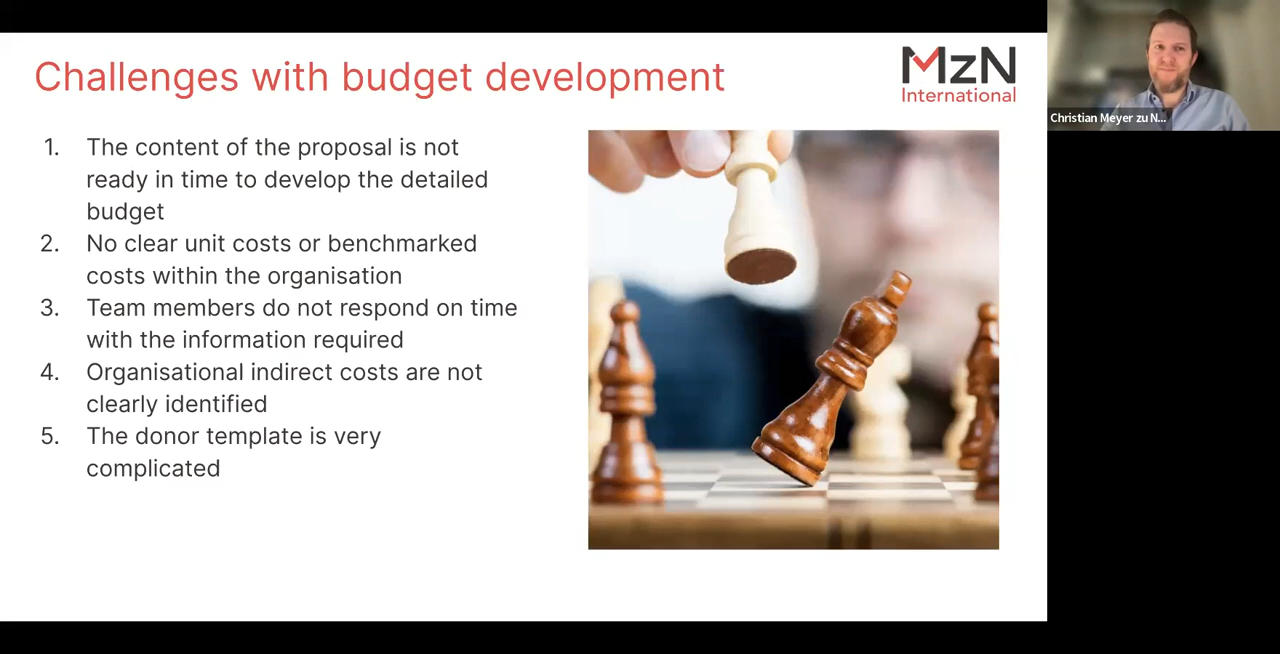 Challenges with budget development
MzN
International
Christian Meyer zu N...
1. The content of the proposal is not
ready in time to develop the detailed
budget
2. No clear unit costs or benchmarked
costs within the organisation
3. Team members do not respond on time
with the information required
4. Organisational indirect costs are not
clearly identified
5. The donor template is very
complicated